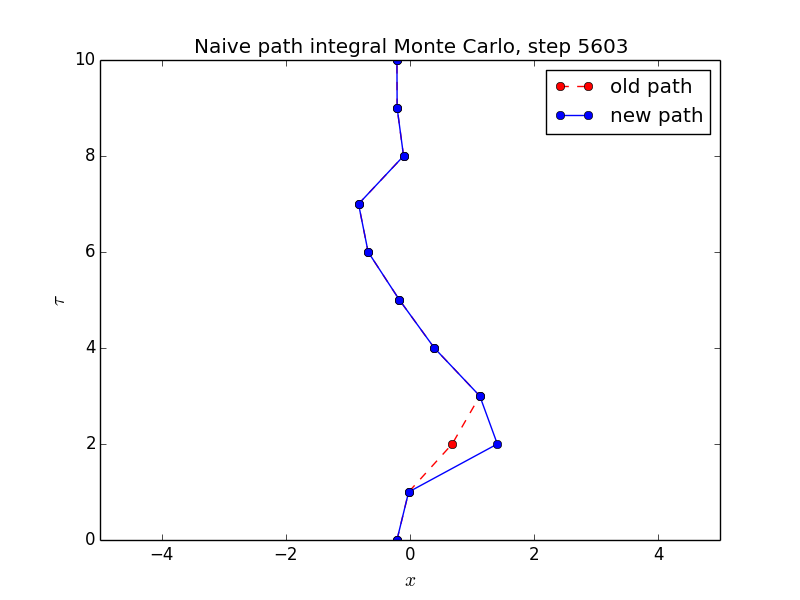 Naive path integral Monte Carlo, step 5603
10
8
6
4
2
0
τ
old path
new path
−4 −2 0 2 4
x